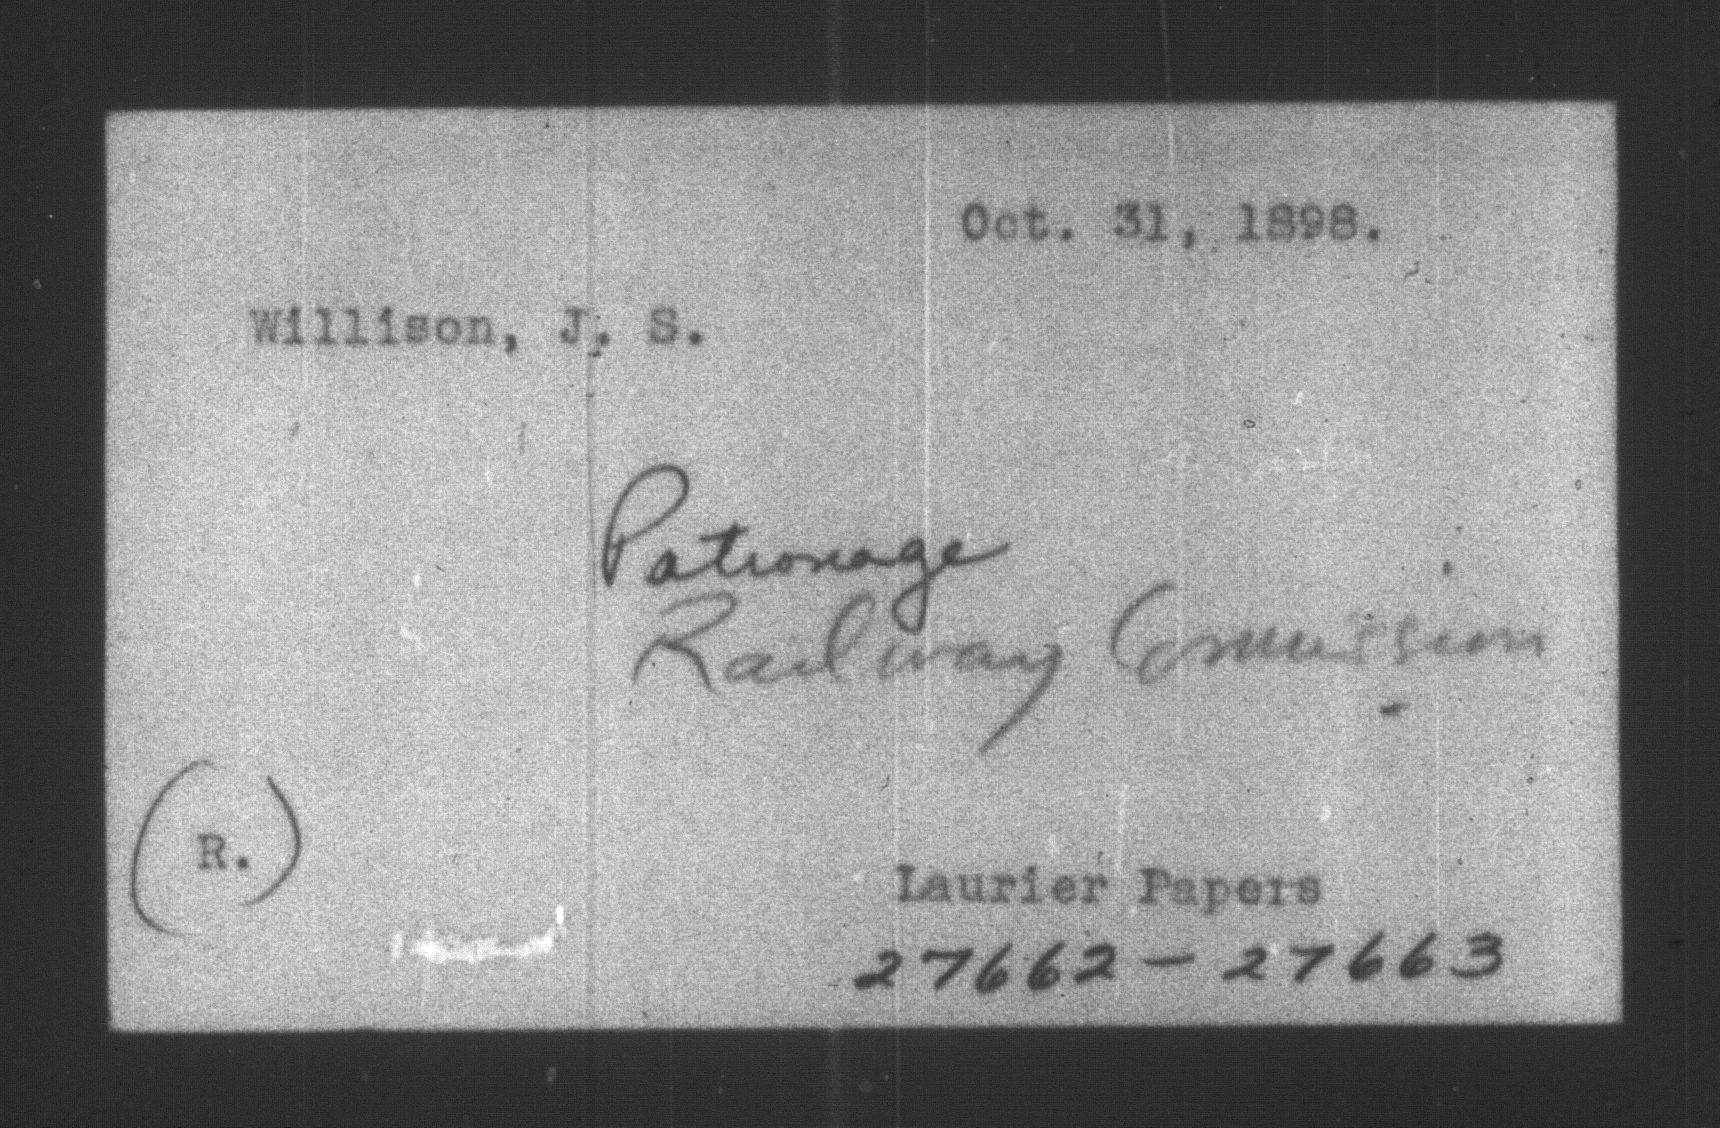 Oct. 31, 1898.
Willison, J. S.
Patronage
Railway Commission
(R.)
Laurier Papers
27662 - 27663